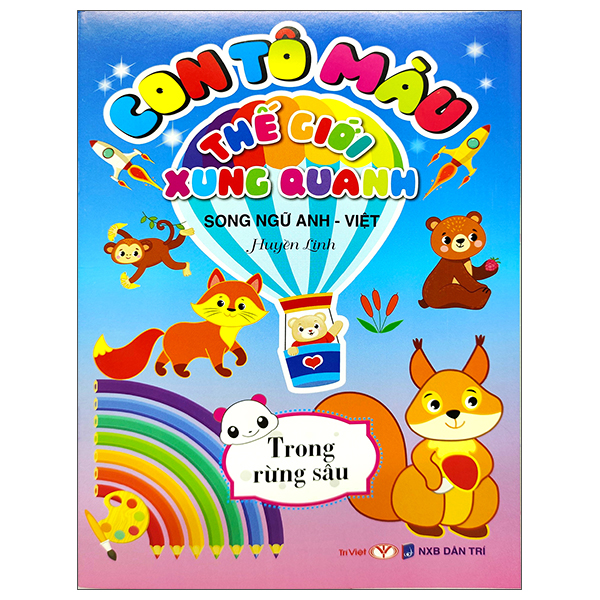 CON TÔ MÀU
THẾ GIỚI
XUNG QUANH
SONG NGỮ ANH - VIỆT
Huyền Linh
Trong
rừng sâu
Trí Việt
NXB DÂN TRÍ